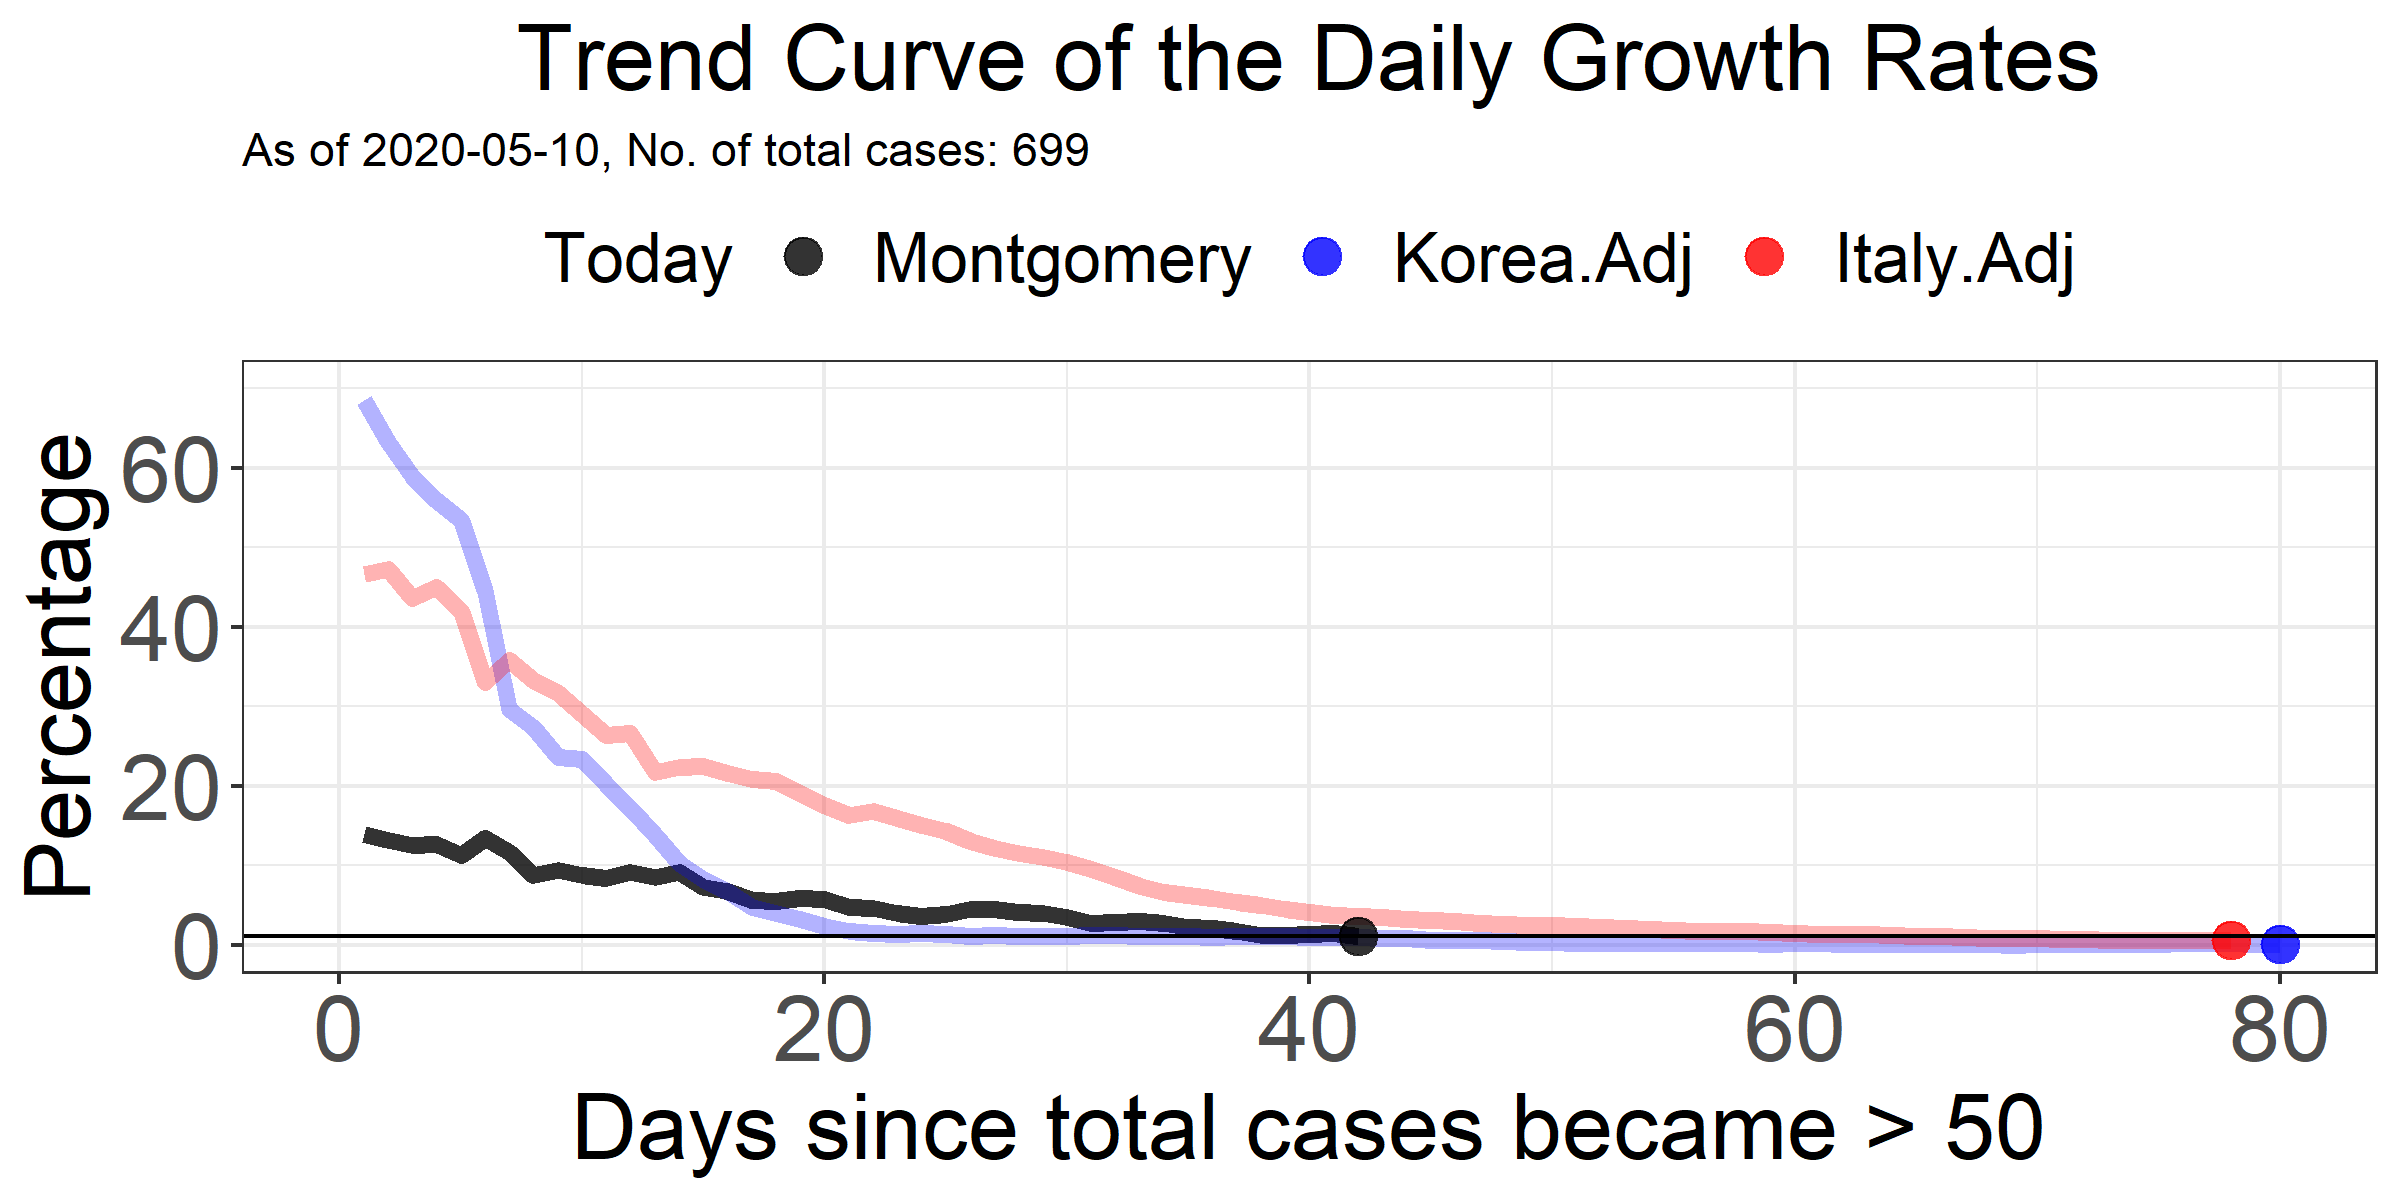 Trend Curve of the Daily Growth Rates
As of 2020-05-10, No. of total cases: 699
Today Montgomery Korea.Adj Italy.Adj
Percentage
60
40
20
0
0 20 40 60 80
Days since total cases became > 50